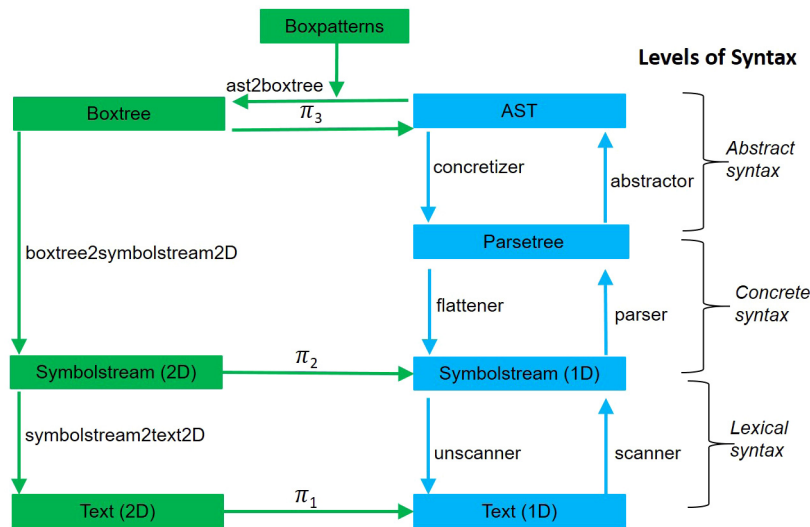 Boxpatterns
Levels of Syntax
ast2boxtree
Boxtree
π₃
AST
concretizer
abstractor
Abstract
syntax
boxtree2symbolstream2D
Parsetree
flattener
parser
Concrete
syntax
Symbolstream (2D)
π₂
Symbolstream (1D)
symbolstream2text2D
unscanner
scanner
Lexical
syntax
Text (2D)
π₁
Text (1D)